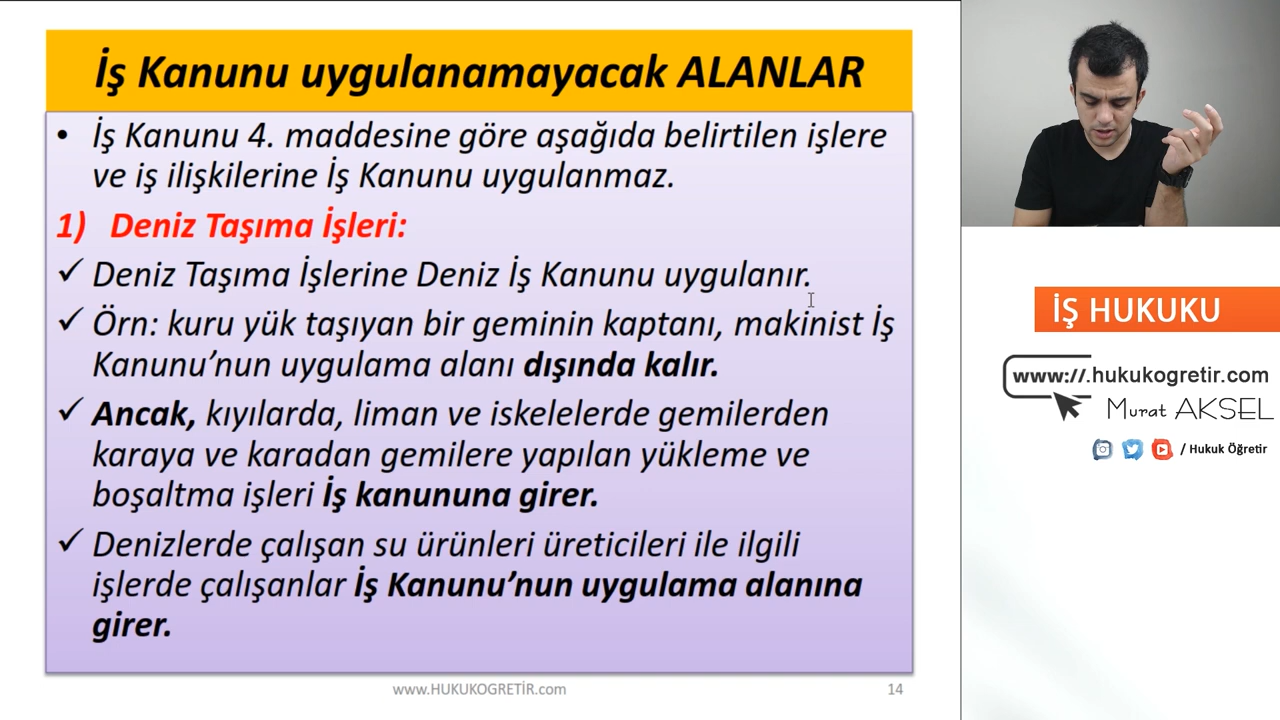 İş Kanunu uygulanamayacak ALANLAR
• İş Kanunu 4. maddesine göre aşağıda belirtilen işlere
ve iş ilişkilerine İş Kanunu uygulanmaz.
1) Deniz Taşıma İşleri:
✓ Deniz Taşıma İşlerine Deniz İş Kanunu uygulanır.
✓ Örn: kuru yük taşıyan bir geminin kaptanı, makinist İş
Kanunu’nun uygulama alanı dışında kalır.
✓ Ancak, kıyılarda, liman ve iskelelerde gemilerden
karaya ve karadan gemilere yapılan yükleme ve
boşaltma işleri İş kanununa girer.
✓ Denizlerde çalışan su ürünleri üreticileri ile ilgili
işlerde çalışanlar İş Kanunu’nun uygulama alanına
girer.
www.HUKUKOGRETİR.com
14
İŞ HUKUKU
www://.hukukogretir.com
Murat AKSEL
/ Hukuk Öğretir